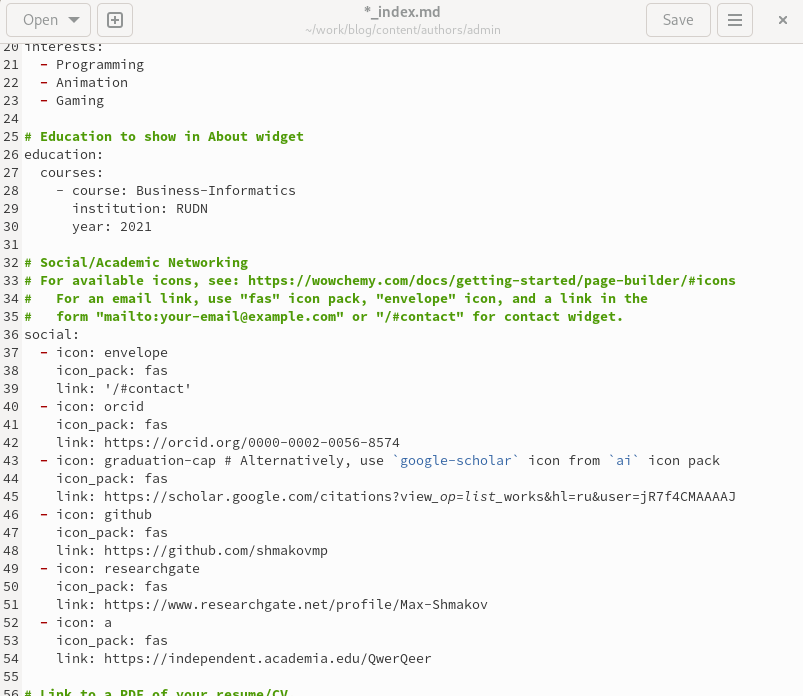 Open
*_index.md
~/work/blog/content/authors/admin
Save
20 interests:
21   - Programming
22   - Animation
23   - Gaming
24
25 # Education to show in About widget
26 education:
27   courses:
28     - course: Business-Informatics
29       institution: RUDN
30       year: 2021
31
32 # Social/Academic Networking
33 # For available icons, see: https://wowchemy.com/docs/getting-started/page-builder/#icons
34 #   For an email link, use "fas" icon pack, "envelope" icon, and a link in the
35 #   form "mailto:your-email@example.com" or "/#contact" for contact widget.
36 social:
37   - icon: envelope
38     icon_pack: fas
39     link: '/#contact'
40   - icon: orcid
41     icon_pack: fas
42     link: https://orcid.org/0000-0002-0056-8574
43   - icon: graduation-cap # Alternatively, use `google-scholar` icon from `ai` icon pack
44     icon_pack: fas
45     link: https://scholar.google.com/citations?view_op=list_works&hl=ru&user=jR7f4CMAAAAJ
46   - icon: github
47     icon_pack: fas
48     link: https://github.com/shmakovmp
49   - icon: researchgate
50     icon_pack: fas
51     link: https://www.researchgate.net/profile/Max-Shmakov
52   - icon: a
53     icon_pack: fas
54     link: https://independent.academia.edu/QwerQeer
55
56 # Link to a PDF of your resume/CV